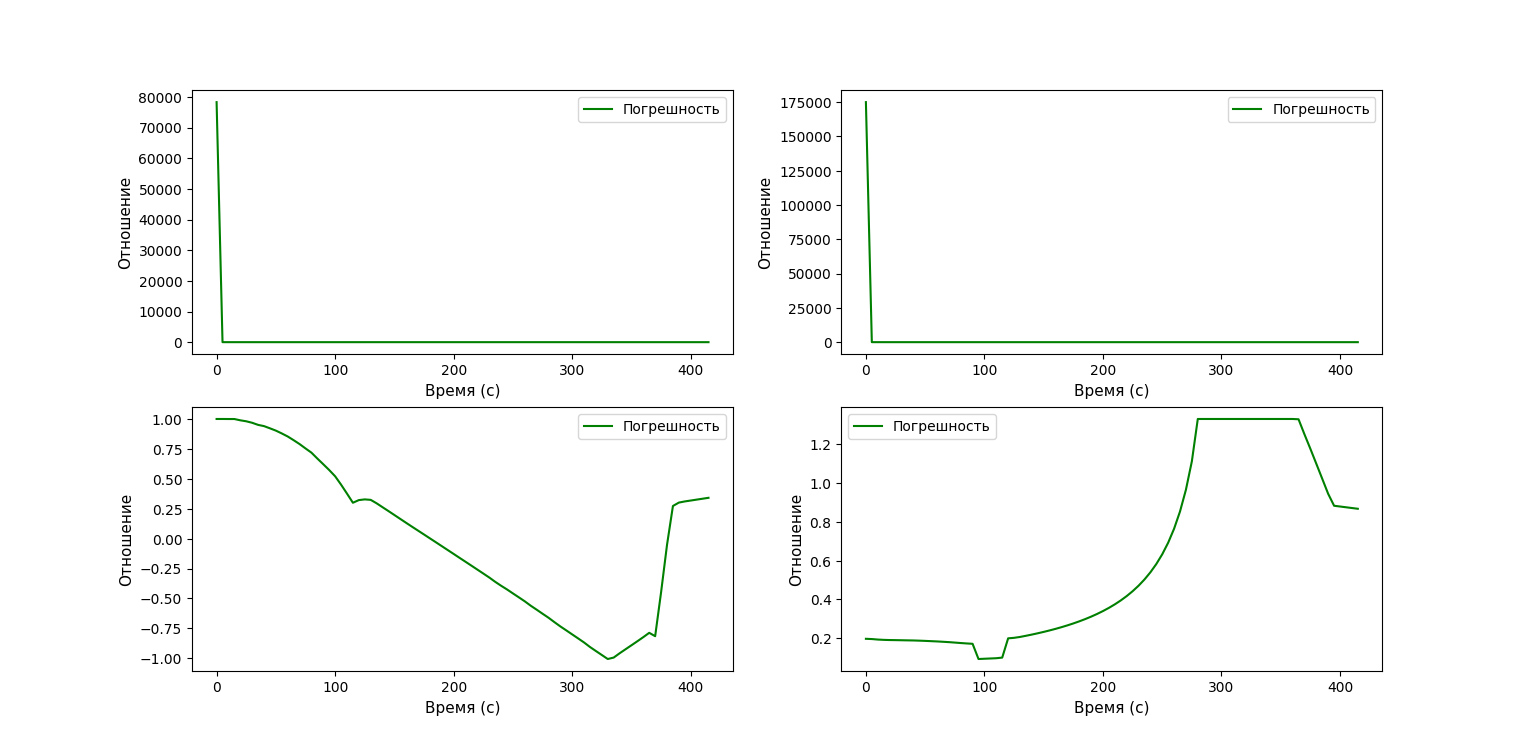 Погрешность
80000
70000
60000
50000
40000
30000
20000
10000
0
Отношение
0 100 200 300 400
Время (с)
Погрешность
175000
150000
125000
100000
75000
50000
25000
0
Отношение
0 100 200 300 400
Время (с)
Погрешность
1.00
0.75
0.50
0.25
0.00
−0.25
−0.50
−0.75
−1.00
Отношение
0 100 200 300 400
Время (с)
Погрешность
1.2
1.0
0.8
0.6
0.4
0.2
Отношение
0 100 200 300 400
Время (с)